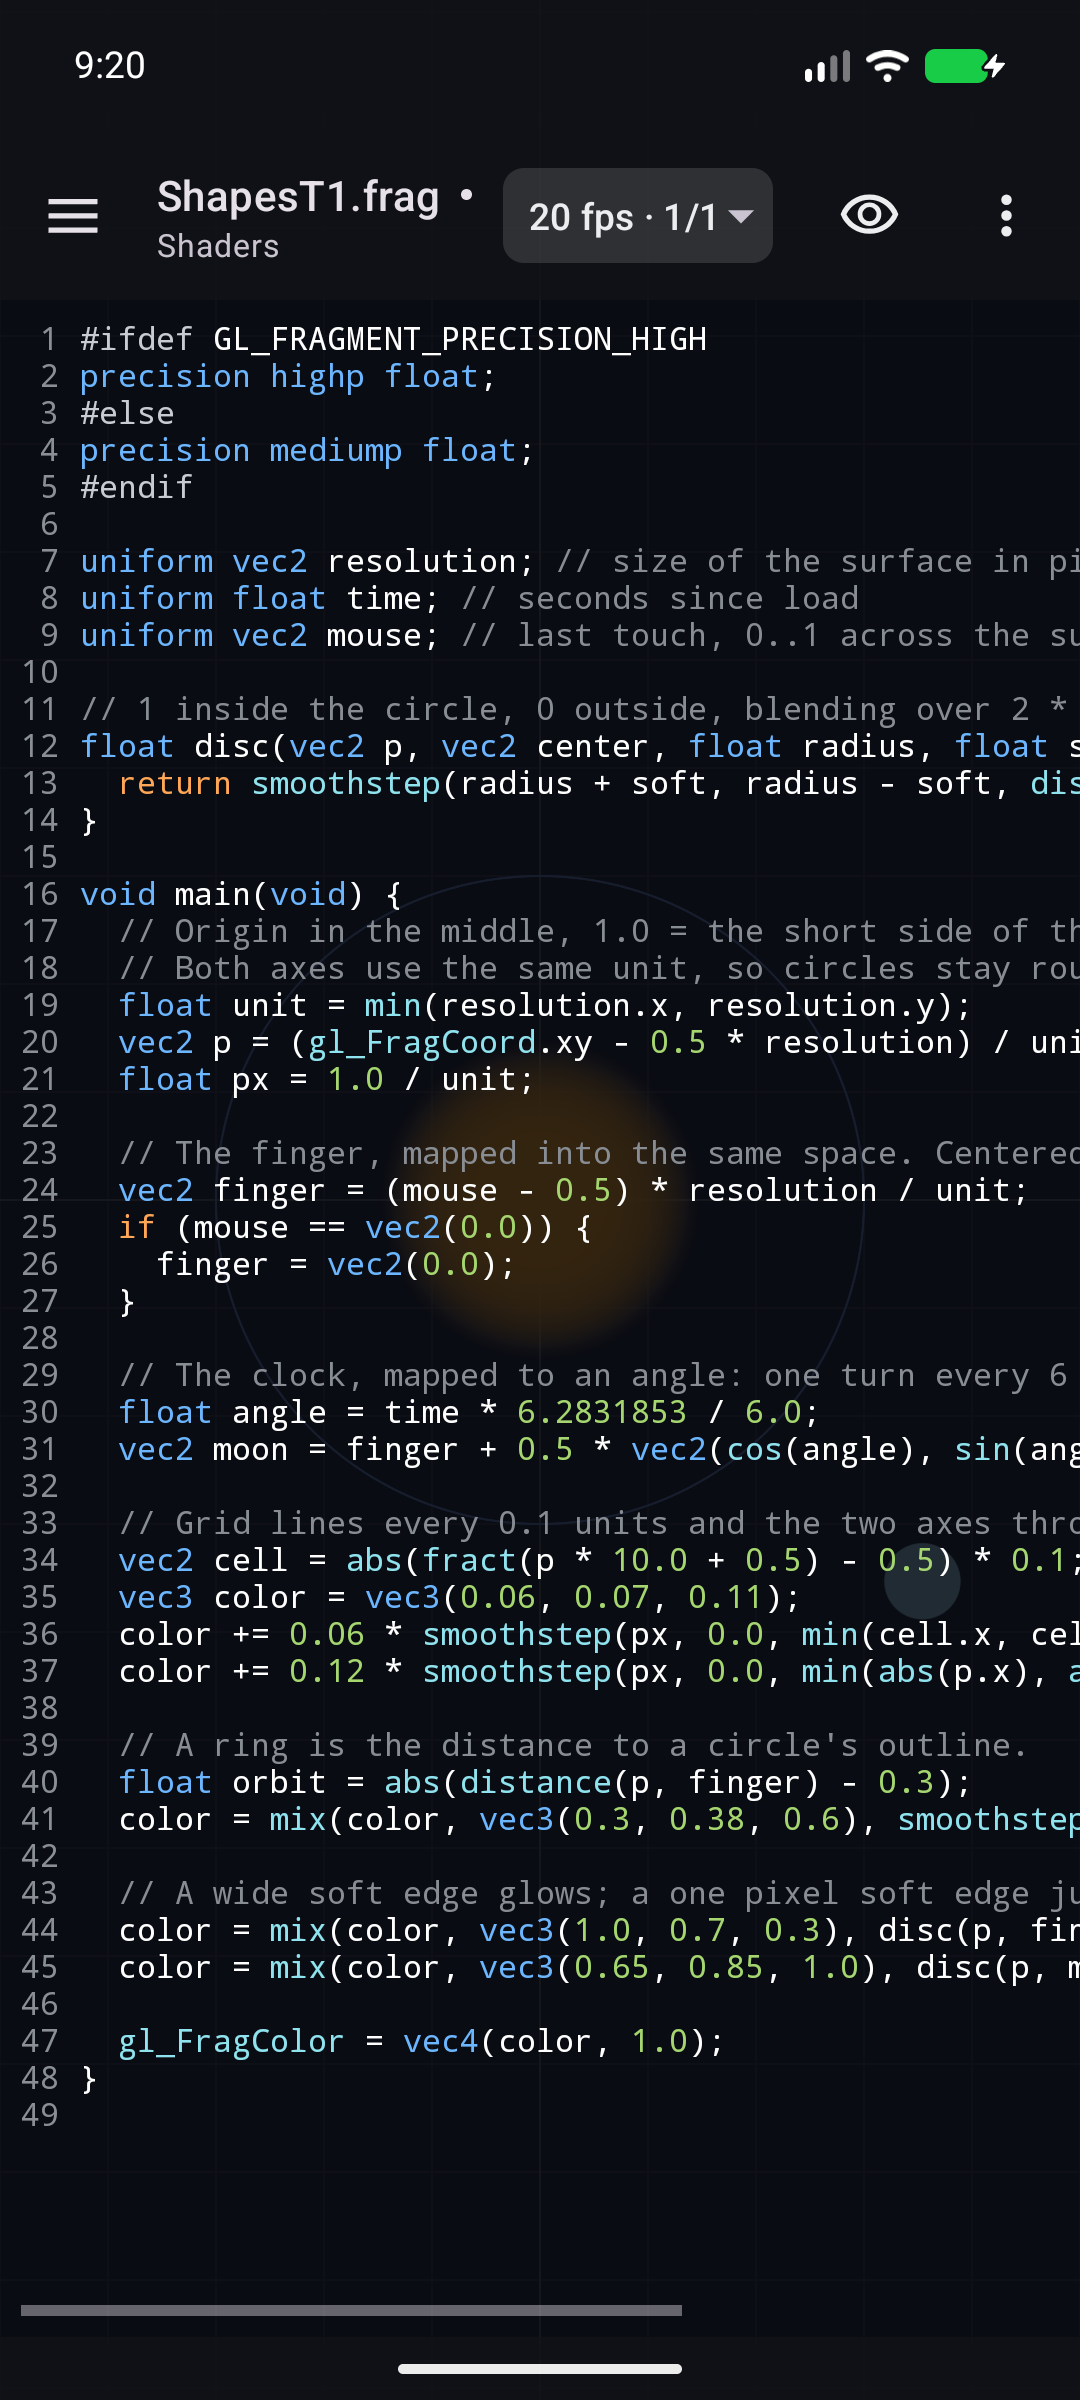 9:20
ShapesT1.frag •
Shaders
20 fps · 1/1
1 #ifdef GL_FRAGMENT_PRECISION_HIGH
2 precision highp float;
3 #else
4 precision mediump float;
5 #endif
6
7 uniform vec2 resolution; // size of the surface in pi
8 uniform float time; // seconds since load
9 uniform vec2 mouse; // last touch, 0..1 across the su
10
11 // 1 inside the circle, 0 outside, blending over 2 *
12 float disc(vec2 p, vec2 center, float radius, float s
13   return smoothstep(radius + soft, radius - soft, dis
14 }
15
16 void main(void) {
17   // Origin in the middle, 1.0 = the short side of th
18   // Both axes use the same unit, so circles stay rou
19   float unit = min(resolution.x, resolution.y);
20   vec2 p = (gl_FragCoord.xy - 0.5 * resolution) / uni
21   float px = 1.0 / unit;
22
23   // The finger, mapped into the same space. Centered
24   vec2 finger = (mouse - 0.5) * resolution / unit;
25   if (mouse == vec2(0.0)) {
26     finger = vec2(0.0);
27   }
28
29   // The clock, mapped to an angle: one turn every 6
30   float angle = time * 6.2831853 / 6.0;
31   vec2 moon = finger + 0.5 * vec2(cos(angle), sin(ang
32
33   // Grid lines every 0.1 units and the two axes thro
34   vec2 cell = abs(fract(p * 10.0 + 0.5) - 0.5) * 0.1;
35   vec3 color = vec3(0.06, 0.07, 0.11);
36   color += 0.06 * smoothstep(px, 0.0, min(cell.x, cel
37   color += 0.12 * smoothstep(px, 0.0, min(abs(p.x), a
38
39   // A ring is the distance to a circle's outline.
40   float orbit = abs(distance(p, finger) - 0.3);
41   color = mix(color, vec3(0.3, 0.38, 0.6), smoothstep
42
43   // A wide soft edge glows; a one pixel soft edge ju
44   color = mix(color, vec3(1.0, 0.7, 0.3), disc(p, fin
45   color = mix(color, vec3(0.65, 0.85, 1.0), disc(p, m
46
47   gl_FragColor = vec4(color, 1.0);
48 }
49